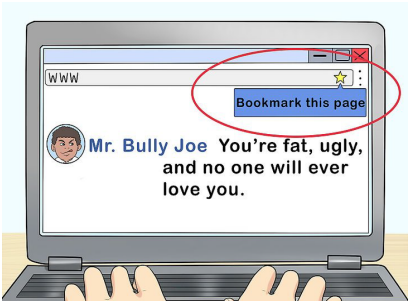 WWW
Bookmark this page
Mr. Bully Joe You're fat, ugly,
and no one will ever
love you.